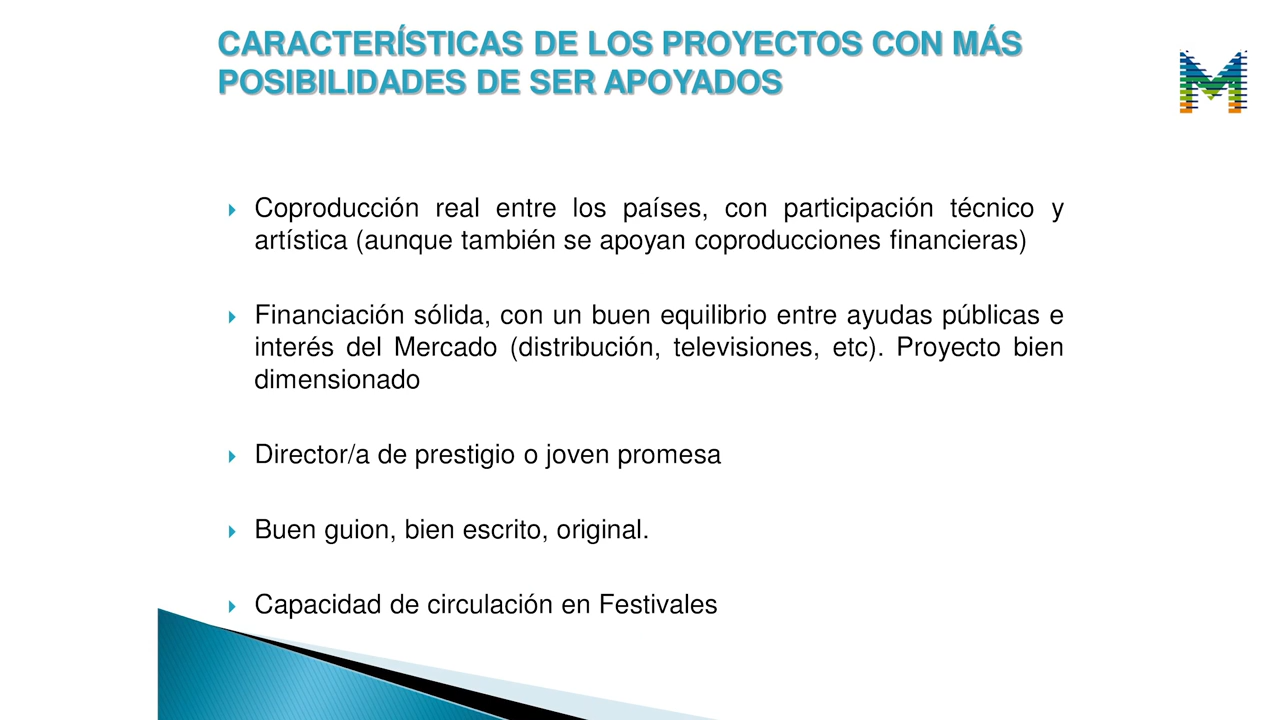 CARACTERÍSTICAS DE LOS PROYECTOS CON MÁS
POSIBILIDADES DE SER APOYADOS
Coproducción real entre los países, con participación técnico y
artística (aunque también se apoyan coproducciones financieras)
Financiación sólida, con un buen equilibrio entre ayudas públicas e
interés del Mercado (distribución, televisiones, etc). Proyecto bien
dimensionado
Director/a de prestigio o joven promesa
Buen guion, bien escrito, original.
Capacidad de circulación en Festivales
M